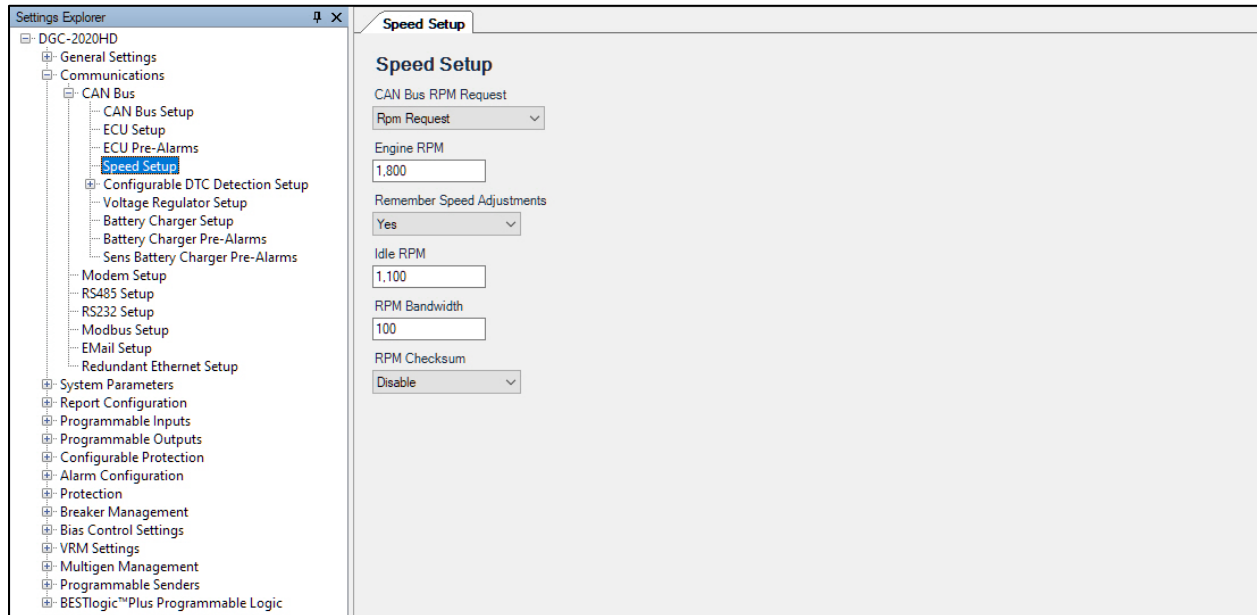 Settings Explorer
DGC-2020HD
General Settings
Communications
CAN Bus
CAN Bus Setup
ECU Setup
ECU Pre-Alarms
Speed Setup
Configurable DTC Detection Setup
Voltage Regulator Setup
Battery Charger Setup
Battery Charger Pre-Alarms
Sens Battery Charger Pre-Alarms
Modem Setup
RS485 Setup
RS232 Setup
Modbus Setup
EMail Setup
Redundant Ethernet Setup
System Parameters
Report Configuration
Programmable Inputs
Programmable Outputs
Configurable Protection
Alarm Configuration
Protection
Breaker Management
Bias Control Settings
VRM Settings
Multigen Management
Programmable Senders
BESTlogic™Plus Programmable Logic
Speed Setup
Speed Setup
CAN Bus RPM Request
Rpm Request
Engine RPM
1,800
Remember Speed Adjustments
Yes
Idle RPM
1,100
RPM Bandwidth
100
RPM Checksum
Disable